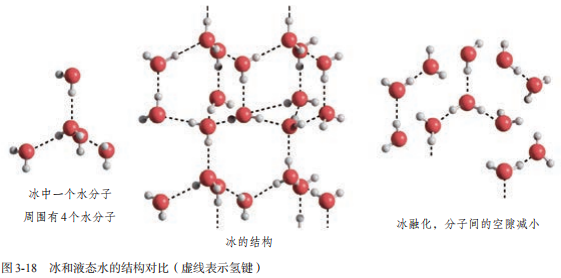 冰中一个水分子
周围有4个水分子
冰的结构
冰融化，分子间的空隙减小
图3-18 冰和液态水的结构对比（虚线表示氢键）